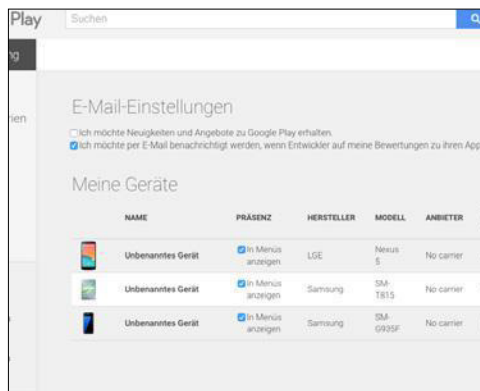 Play
Suchen
ng
rien
E-Mail-Einstellungen
Ich möchte Neuigkeiten und Angebote zu Google Play erhalten.
Ich möchte per E-Mail benachrichtigt werden, wenn Entwickler auf meine Bewertungen zu ihren App
Meine Geräte
NAME PRÄSENZ HERSTELLER MODELL ANBIETER
Unbenanntes Gerät In Menüs anzeigen LGE Nexus 5 No carrier
Unbenanntes Gerät In Menüs anzeigen Samsung SM-T815 No carrier
Unbenanntes Gerät In Menüs anzeigen Samsung SM-G935F No carrier